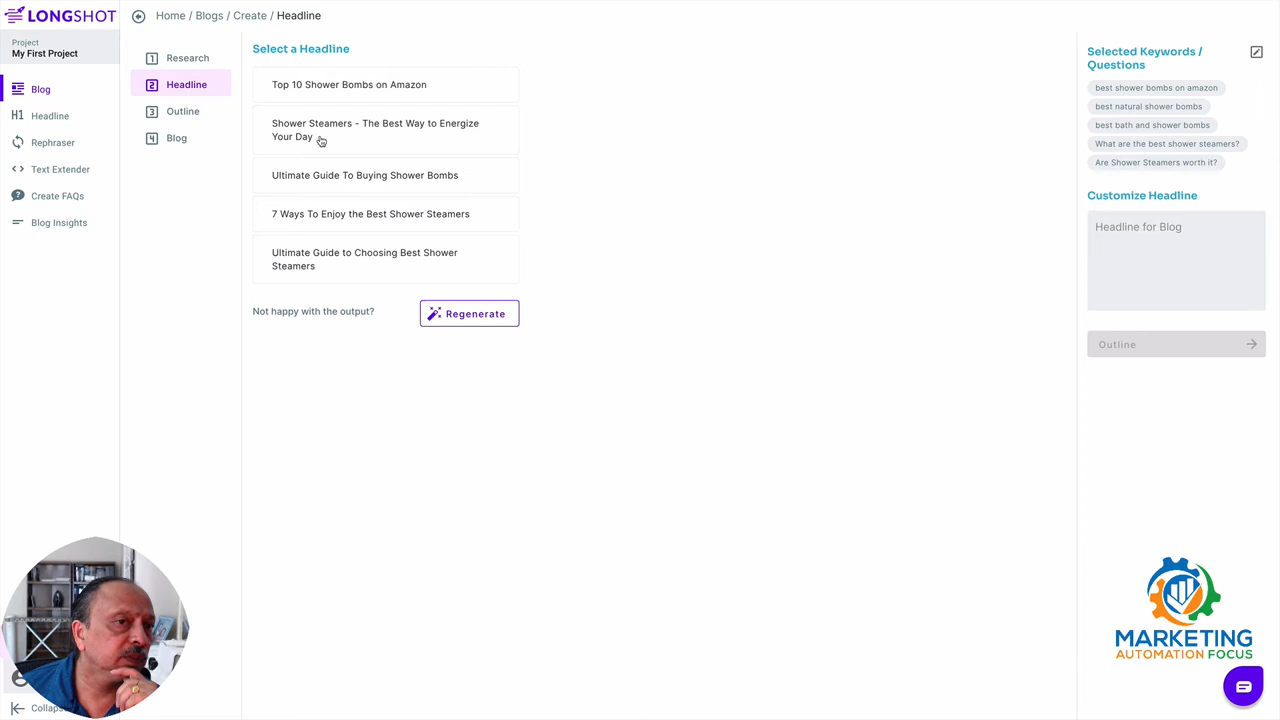 LONGSHOT
Home / Blogs / Create / Headline
Project
My First Project
Blog
Headline
Rephraser
Text Extender
Create FAQs
Blog Insights
Collaps
1 Research
2 Headline
3 Outline
4 Blog
Select a Headline
Top 10 Shower Bombs on Amazon
Shower Steamers - The Best Way to Energize
Your Day
Ultimate Guide To Buying Shower Bombs
7 Ways To Enjoy the Best Shower Steamers
Ultimate Guide to Choosing Best Shower
Steamers
Not happy with the output?
Regenerate
Selected Keywords /
Questions
best shower bombs on amazon
best natural shower bombs
best bath and shower bombs
What are the best shower steamers?
Are Shower Steamers worth it?
Customize Headline
Headline for Blog
Outline
MARKETING
AUTOMATION FOCUS